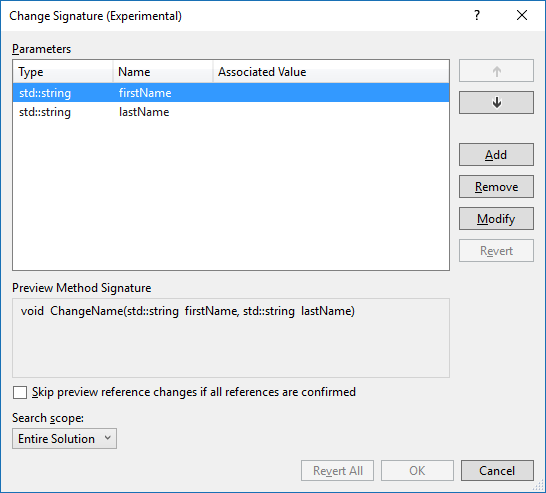 Change Signature (Experimental)
Parameters
Type Name Associated Value
std::string firstName
std::string lastName
Add
Remove
Modify
Revert
Preview Method Signature
void ChangeName(std::string firstName, std::string lastName)
Skip preview reference changes if all references are confirmed
Search scope:
Entire Solution
Revert All OK Cancel